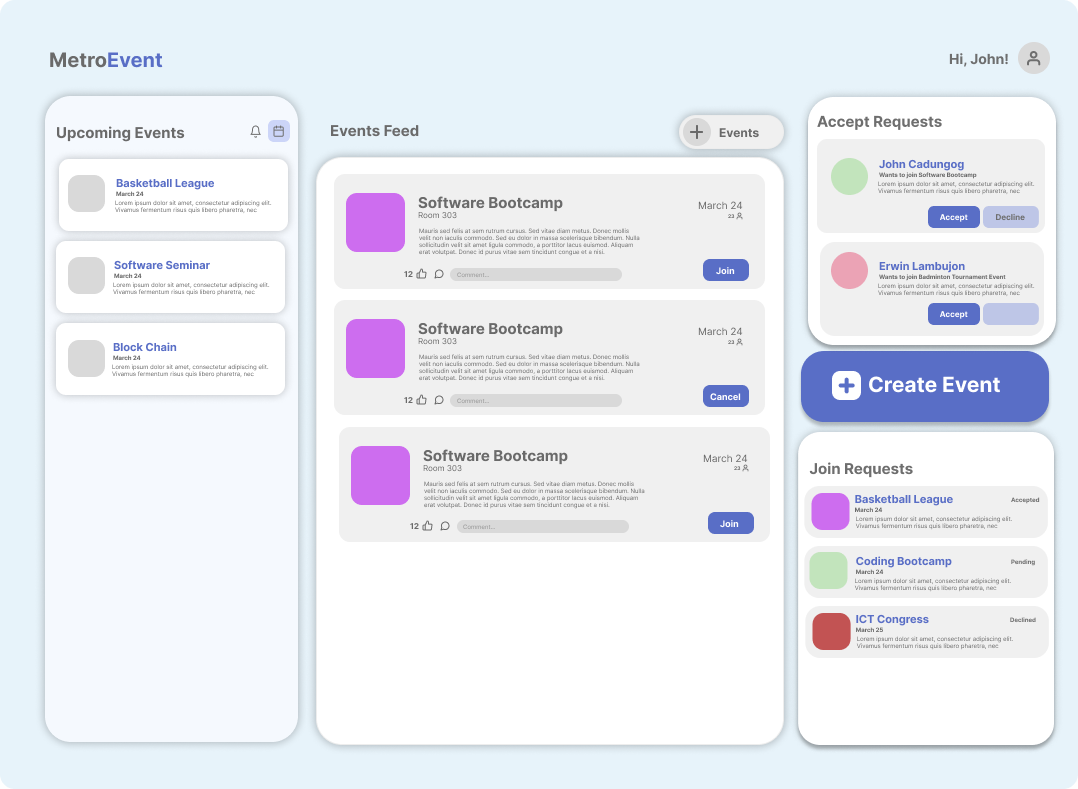 MetroEvent
Hi, John!
Upcoming Events
Basketball League
March 24
Lorem ipsum dolor sit amet, consectetur adipiscing elit.
Vivamus fermentum risus quis libero pharetra, nec
Software Seminar
March 24
Lorem ipsum dolor sit amet, consectetur adipiscing elit.
Vivamus fermentum risus quis libero pharetra, nec
Block Chain
March 24
Lorem ipsum dolor sit amet, consectetur adipiscing elit.
Vivamus fermentum risus quis libero pharetra, nec
Events Feed
Events
Software Bootcamp
Room 303
March 24
23
Mauris sed felis at sem rutrum cursus. Sed vitae diam metus. Donec mollis
velit non iaculis commodo. Sed eu dolor in massa scelerisque bibendum. Nulla
sollicitudin velit sit amet ligula commodo, a porttitor lacus euismod. Aliquam
erat volutpat. Donec id purus vitae sem tincidunt congue et a nisi.
12
Comment...
Join
Software Bootcamp
Room 303
March 24
23
Mauris sed felis at sem rutrum cursus. Sed vitae diam metus. Donec mollis
velit non iaculis commodo. Sed eu dolor in massa scelerisque bibendum. Nulla
sollicitudin velit sit amet ligula commodo, a porttitor lacus euismod. Aliquam
erat volutpat. Donec id purus vitae sem tincidunt congue et a nisi.
12
Comment...
Cancel
Software Bootcamp
Room 303
March 24
23
Mauris sed felis at sem rutrum cursus. Sed vitae diam metus. Donec mollis
velit non iaculis commodo. Sed eu dolor in massa scelerisque bibendum. Nulla
sollicitudin velit sit amet ligula commodo, a porttitor lacus euismod. Aliquam
erat volutpat. Donec id purus vitae sem tincidunt congue et a nisi.
12
Comment...
Join
Accept Requests
John Cadungog
Wants to join Software Bootcamp
Lorem ipsum dolor sit amet, consectetur adipiscing elit.
Vivamus fermentum risus quis libero pharetra, nec
Accept
Decline
Erwin Lambujon
Wants to join Badminton Tournament Event
Lorem ipsum dolor sit amet, consectetur adipiscing elit.
Vivamus fermentum risus quis libero pharetra, nec
Accept
Create Event
Join Requests
Basketball League
Accepted
March 24
Lorem ipsum dolor sit amet, consectetur adipiscing elit.
Vivamus fermentum risus quis libero pharetra, nec
Coding Bootcamp
Pending
March 24
Lorem ipsum dolor sit amet, consectetur adipiscing elit.
Vivamus fermentum risus quis libero pharetra, nec
ICT Congress
Declined
March 25
Lorem ipsum dolor sit amet, consectetur adipiscing elit.
Vivamus fermentum risus quis libero pharetra, nec